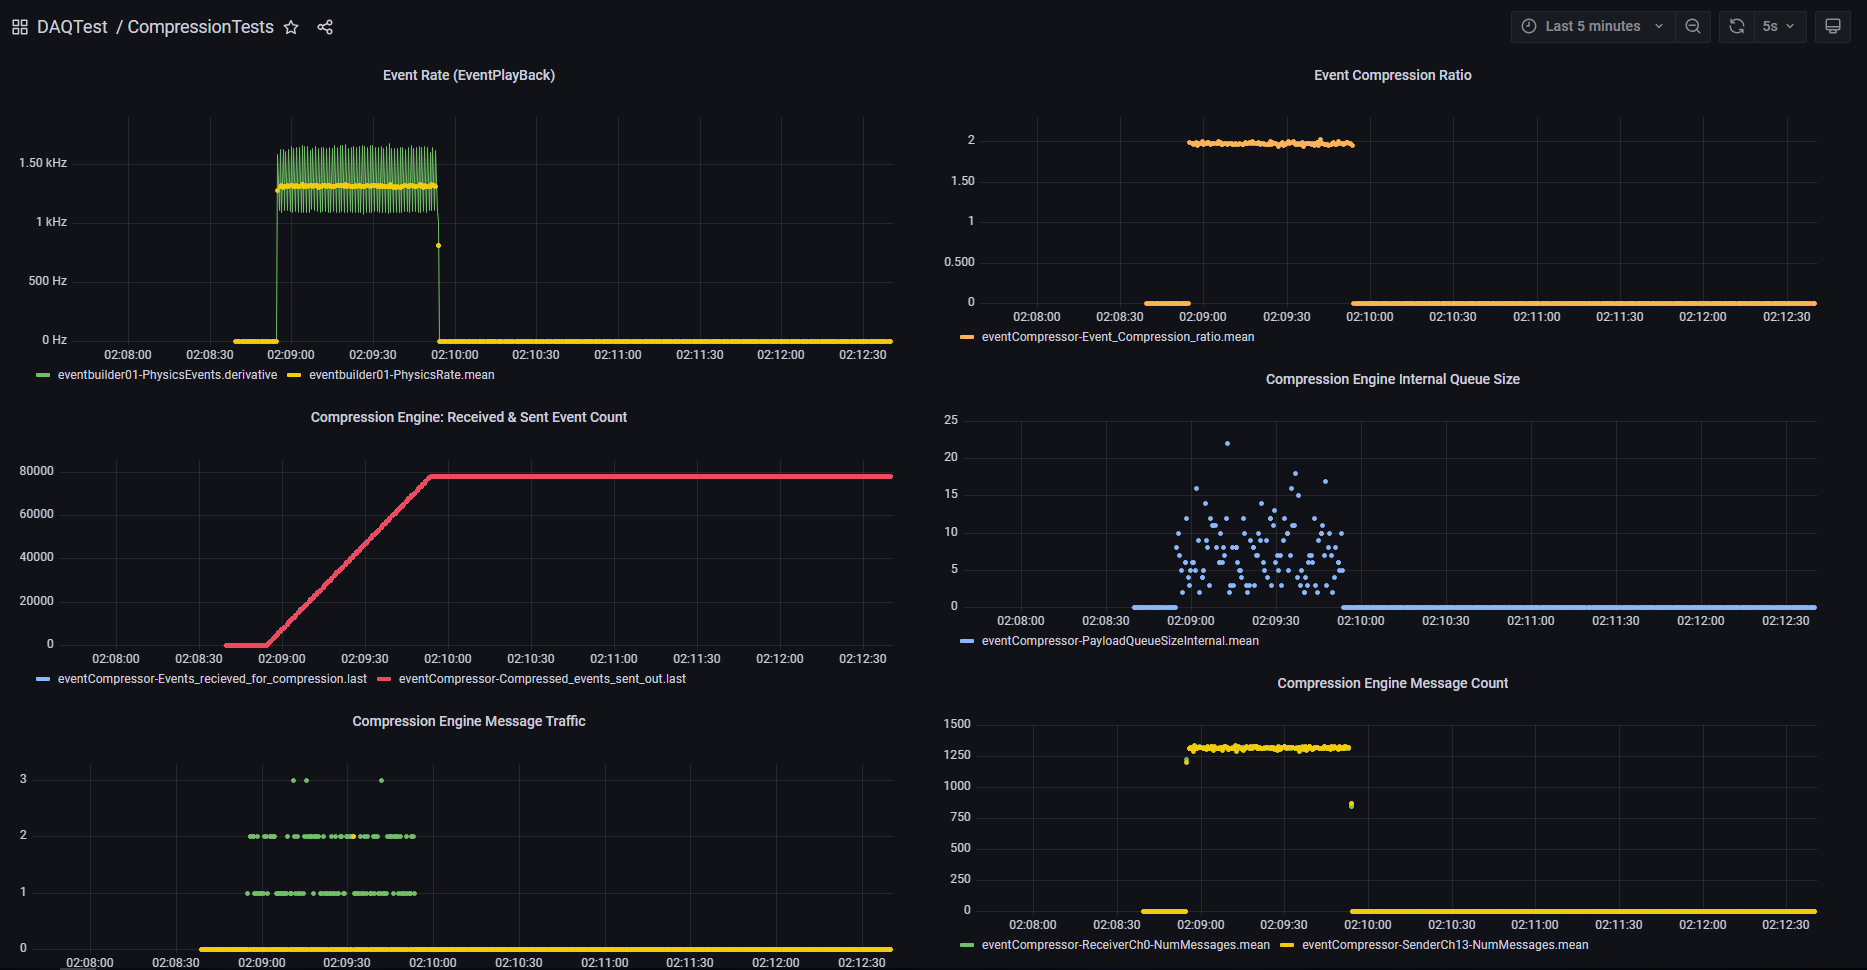 DAQTest / CompressionTests
Last 5 minutes
5s
Event Rate (EventPlayBack)
1.50 kHz
1 kHz
500 Hz
0 Hz
02:08:00 02:08:30 02:09:00 02:09:30 02:10:00 02:10:30 02:11:00 02:11:30 02:12:00 02:12:30
eventbuilder01-PhysicsEvents.derivative eventbuilder01-PhysicsRate.mean
Event Compression Ratio
2
1.50
1
0.500
0
02:08:00 02:08:30 02:09:00 02:09:30 02:10:00 02:10:30 02:11:00 02:11:30 02:12:00 02:12:30
eventCompressor-Event_Compression_ratio.mean
Compression Engine: Received & Sent Event Count
80000
60000
40000
20000
0
02:08:00 02:08:30 02:09:00 02:09:30 02:10:00 02:10:30 02:11:00 02:11:30 02:12:00 02:12:30
eventCompressor-Events_recieved_for_compression.last eventCompressor-Compressed_events_sent_out.last
Compression Engine Internal Queue Size
25
20
15
10
5
0
02:08:00 02:08:30 02:09:00 02:09:30 02:10:00 02:10:30 02:11:00 02:11:30 02:12:00 02:12:30
eventCompressor-PayloadQueueSizeInternal.mean
Compression Engine Message Traffic
3
2
1
0
02:08:00 02:08:30 02:09:00 02:09:30 02:10:00 02:10:30 02:11:00 02:11:30 02:12:00 02:12:30
Compression Engine Message Count
1500
1250
1000
750
500
250
0
02:08:00 02:08:30 02:09:00 02:09:30 02:10:00 02:10:30 02:11:00 02:11:30 02:12:00 02:12:30
eventCompressor-ReceiverCh0-NumMessages.mean eventCompressor-SenderCh13-NumMessages.mean